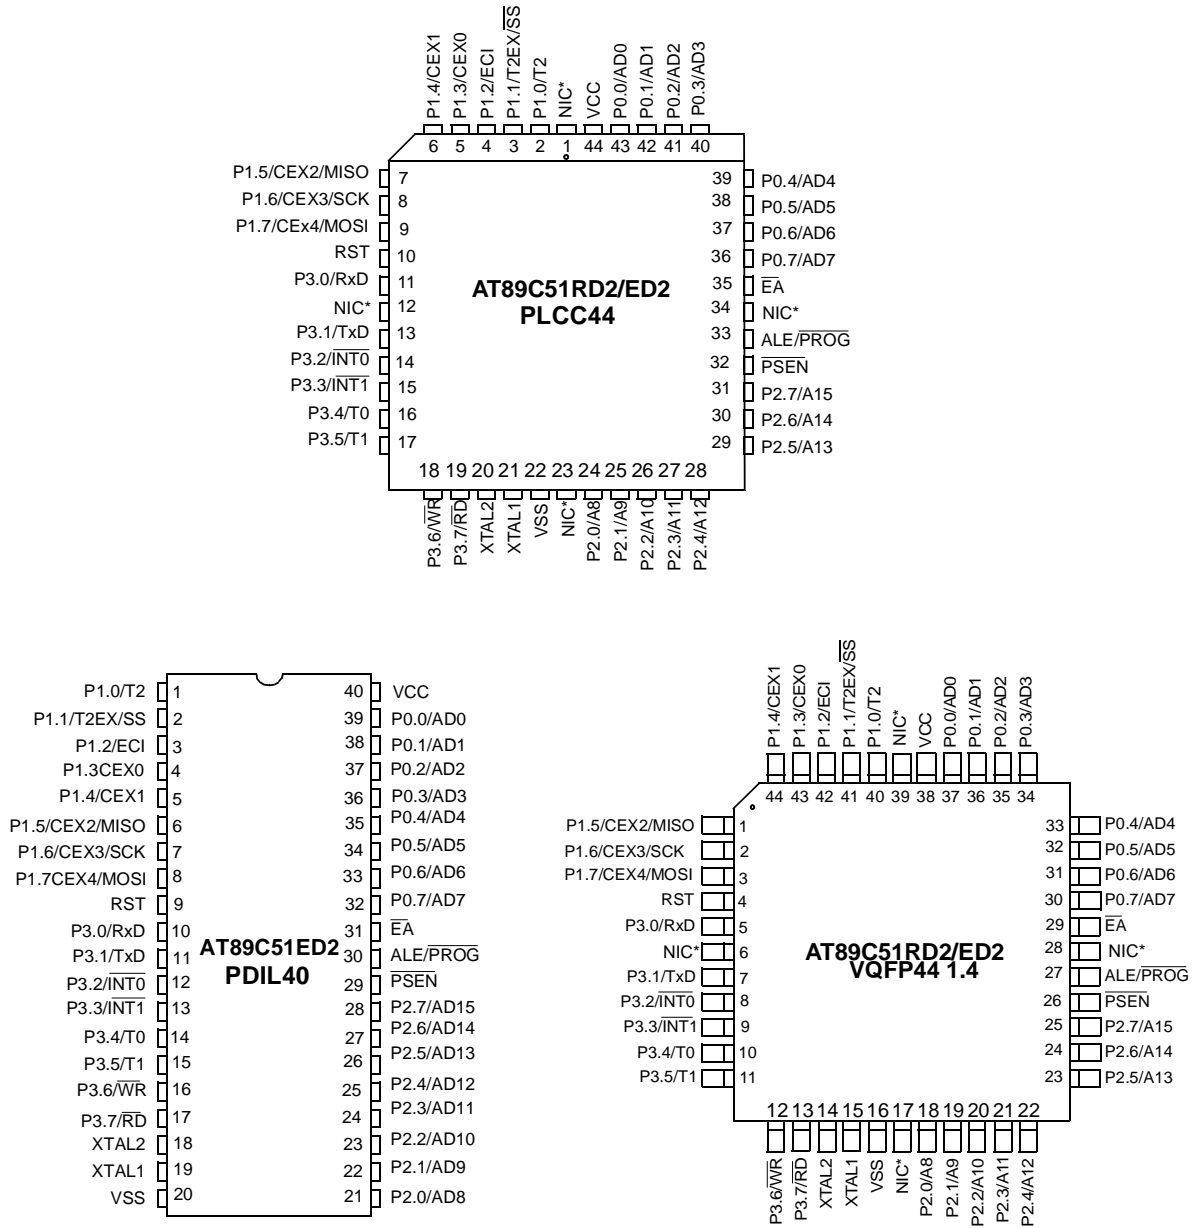 P1.4/CEX1
P1.3/CEX0
P1.2/ECI
P1.1/T2EX/S̅S̅
P1.0/T2
NIC*
VCC
P0.0/AD0
P0.1/AD1
P0.2/AD2
P0.3/AD3
6 5 4 3 2 1 44 43 42 41 40
P1.5/CEX2/MISO 7
P1.6/CEX3/SCK 8
P1.7/CEx4/MOSI 9
RST 10
P3.0/RxD 11
NIC* 12
P3.1/TxD 13
P3.2/I̅N̅T̅0̅ 14
P3.3/I̅N̅T̅1̅ 15
P3.4/T0 16
P3.5/T1 17
AT89C51RD2/ED2
PLCC44
39 P0.4/AD4
38 P0.5/AD5
37 P0.6/AD6
36 P0.7/AD7
35 E̅A̅
34 NIC*
33 ALE/P̅R̅O̅G̅
32 P̅S̅E̅N̅
31 P2.7/A15
30 P2.6/A14
29 P2.5/A13
18 19 20 21 22 23 24 25 26 27 28
P3.6/W̅R̅
P3.7/R̅D̅
XTAL2
XTAL1
VSS
NIC*
P2.0/A8
P2.1/A9
P2.2/A10
P2.3/A11
P2.4/A12
P1.0/T2 1
P1.1/T2EX/SS 2
P1.2/ECI 3
P1.3CEX0 4
P1.4/CEX1 5
P1.5/CEX2/MISO 6
P1.6/CEX3/SCK 7
P1.7CEX4/MOSI 8
RST 9
P3.0/RxD 10
P3.1/TxD 11
P3.2/I̅N̅T̅0̅ 12
P3.3/I̅N̅T̅1̅ 13
P3.4/T0 14
P3.5/T1 15
P3.6/W̅R̅ 16
P3.7/R̅D̅ 17
XTAL2 18
XTAL1 19
VSS 20
AT89C51ED2
PDIL40
40 VCC
39 P0.0/AD0
38 P0.1/AD1
37 P0.2/AD2
36 P0.3/AD3
35 P0.4/AD4
34 P0.5/AD5
33 P0.6/AD6
32 P0.7/AD7
31 E̅A̅
30 ALE/P̅R̅O̅G̅
29 P̅S̅E̅N̅
28 P2.7/AD15
27 P2.6/AD14
26 P2.5/AD13
25 P2.4/AD12
24 P2.3/AD11
23 P2.2/AD10
22 P2.1/AD9
21 P2.0/AD8
P1.4/CEX1
P1.3/CEX0
P1.2/ECI
P1.1/T2EX/S̅S̅
P1.0/T2
NIC*
VCC
P0.0/AD0
P0.1/AD1
P0.2/AD2
P0.3/AD3
44 43 42 41 40 39 38 37 36 35 34
P1.5/CEX2/MISO 1
P1.6/CEX3/SCK 2
P1.7/CEX4/MOSI 3
RST 4
P3.0/RxD 5
NIC* 6
P3.1/TxD 7
P3.2/I̅N̅T̅0̅ 8
P3.3/I̅N̅T̅1̅ 9
P3.4/T0 10
P3.5/T1 11
AT89C51RD2/ED2
VQFP44 1.4
33 P0.4/AD4
32 P0.5/AD5
31 P0.6/AD6
30 P0.7/AD7
29 E̅A̅
28 NIC*
27 ALE/P̅R̅O̅G̅
26 P̅S̅E̅N̅
25 P2.7/A15
24 P2.6/A14
23 P2.5/A13
12 13 14 15 16 17 18 19 20 21 22
P3.6/W̅R̅
P3.7/R̅D̅
XTAL2
XTAL1
VSS
NIC*
P2.0/A8
P2.1/A9
P2.2/A10
P2.3/A11
P2.4/A12